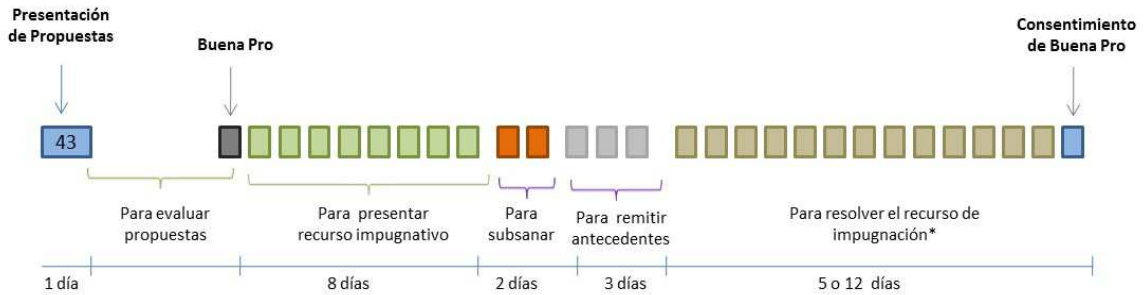 Presentación
de Propuestas
Buena Pro
Consentimiento
de Buena Pro
43
Para evaluar
propuestas
Para presentar
recurso impugnativo
Para
subsanar
Para remitir
antecedentes
Para resolver el recurso de
impugnación*
1 día
8 días
2 días
3 días
5 o 12 días